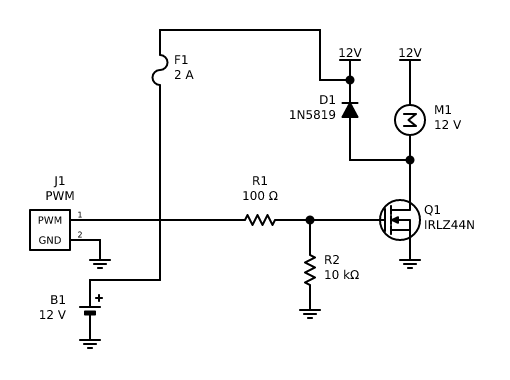 12V
12V
F1
2 A
D1
1N5819
M1
12 V
J1
PWM
R1
100 Ω
PWM
1
GND
2
Q1
IRLZ44N
R2
10 kΩ
B1
12 V
+